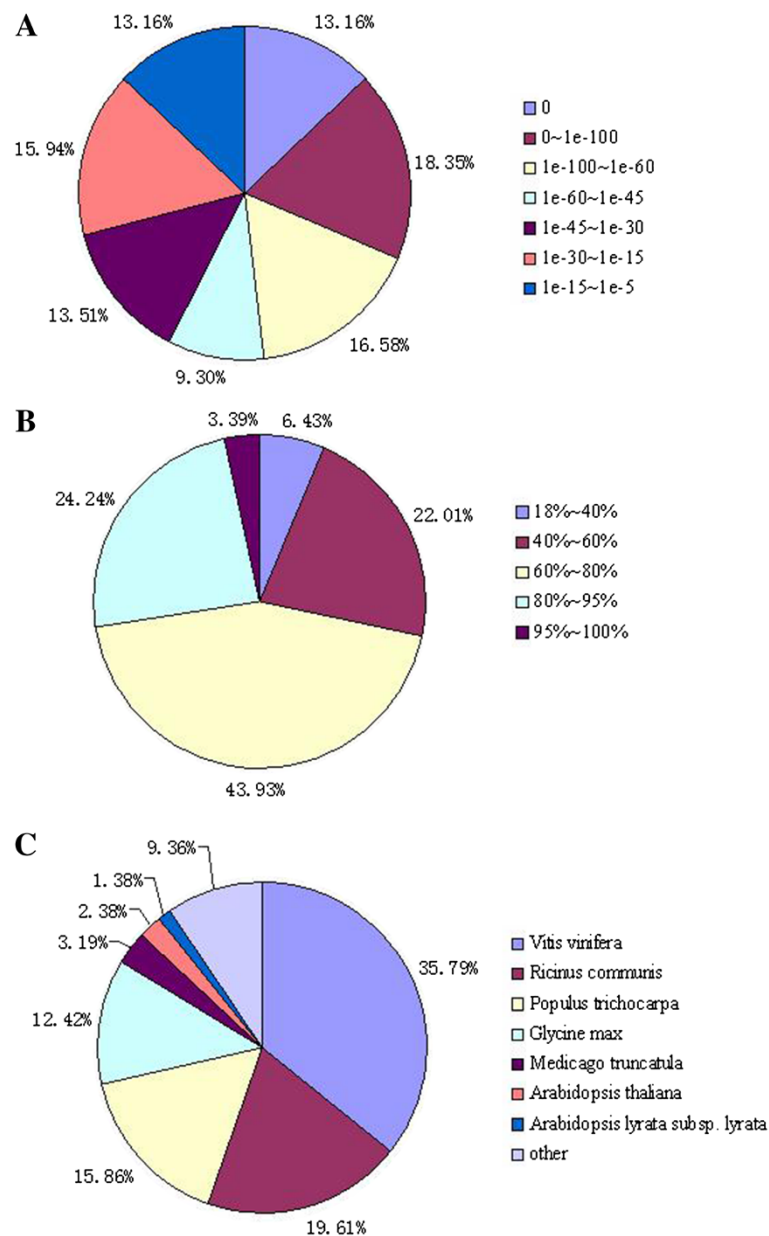 A
13.16%
13.16%
18.35%
15.94%
13.51%
9.30%
16.58%
0
0~1e-100
1e-100~1e-60
1e-60~1e-45
1e-45~1e-30
1e-30~1e-15
1e-15~1e-5
B
3.39%
6.43%
24.24%
22.01%
43.93%
18%~40%
40%~60%
60%~80%
80%~95%
95%~100%
C
9.36%
1.38%
2.38%
3.19%
12.42%
35.79%
15.86%
19.61%
Vitis vinifera
Ricinus communis
Populus trichocarpa
Glycine max
Medicago truncatula
Arabidopsis thaliana
Arabidopsis lyrata subsp. lyrata
other